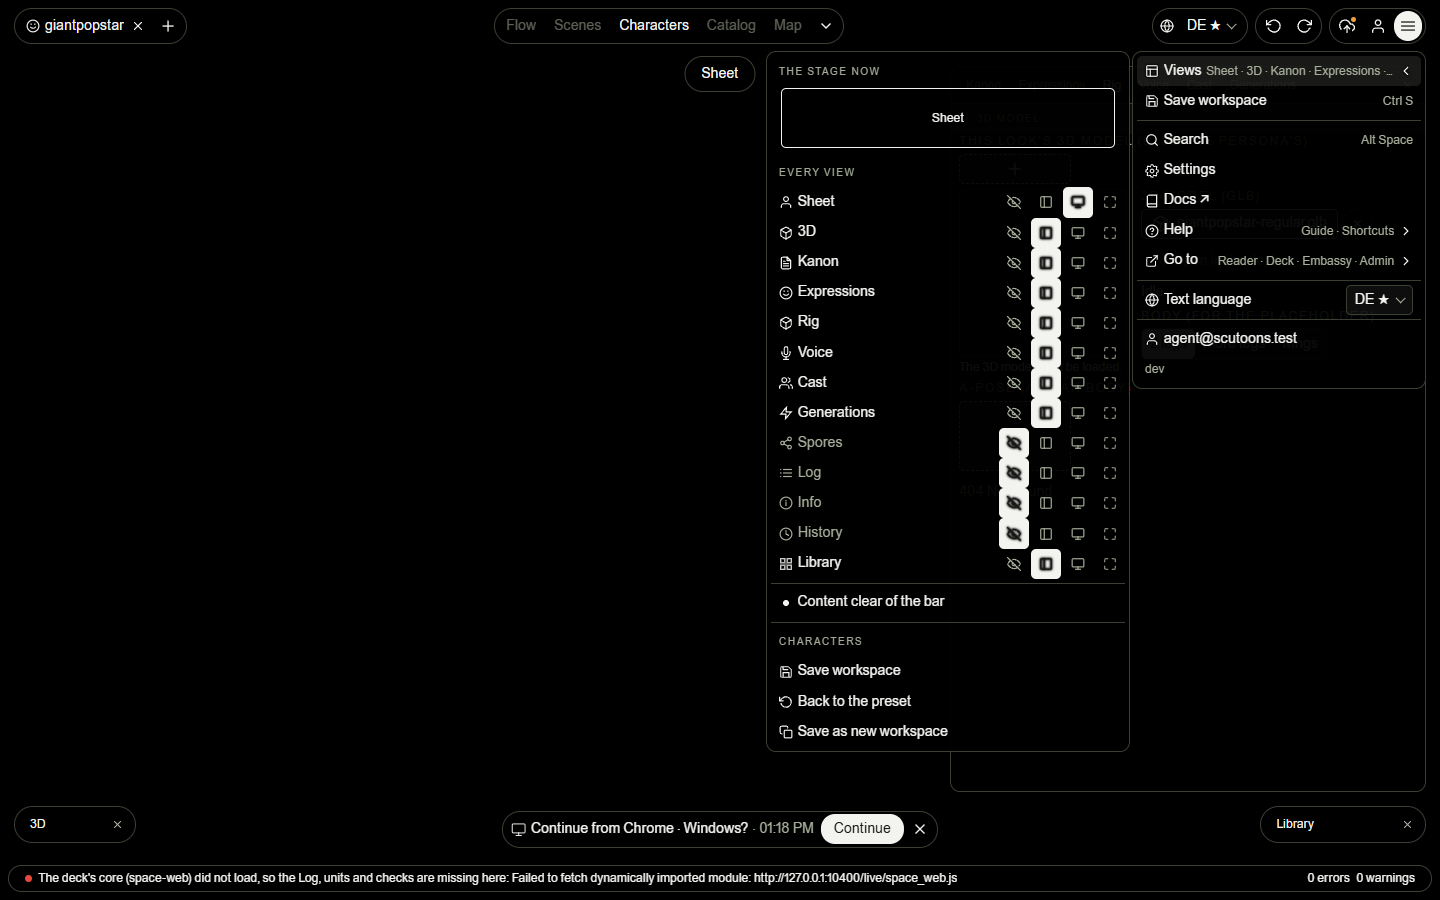 giantpopstar
Flow Scenes Characters Catalog Map
DE ★
Sheet
THE STAGE NOW
Sheet
EVERY VIEW
Sheet
3D
Kanon
Expressions
Rig
Voice
Cast
Generations
Spores
Log
Info
History
Library
Content clear of the bar
CHARACTERS
Save workspace
Back to the preset
Save as new workspace
Views Sheet · 3D · Kanon · Expressions ·…
Save workspace Ctrl S
Search Alt Space
Settings
Docs ↗
Help Guide · Shortcuts
Go to Reader · Deck · Embassy · Admin
Text language DE ★
agent@scutoons.test
dev
3D
Continue from Chrome · Windows? · 01:18 PM Continue
Library
The deck's core (space-web) did not load, so the Log, units and checks are missing here: Failed to fetch dynamically imported module: http://127.0.0.1:10400/live/space_web.js
0 errors 0 warnings